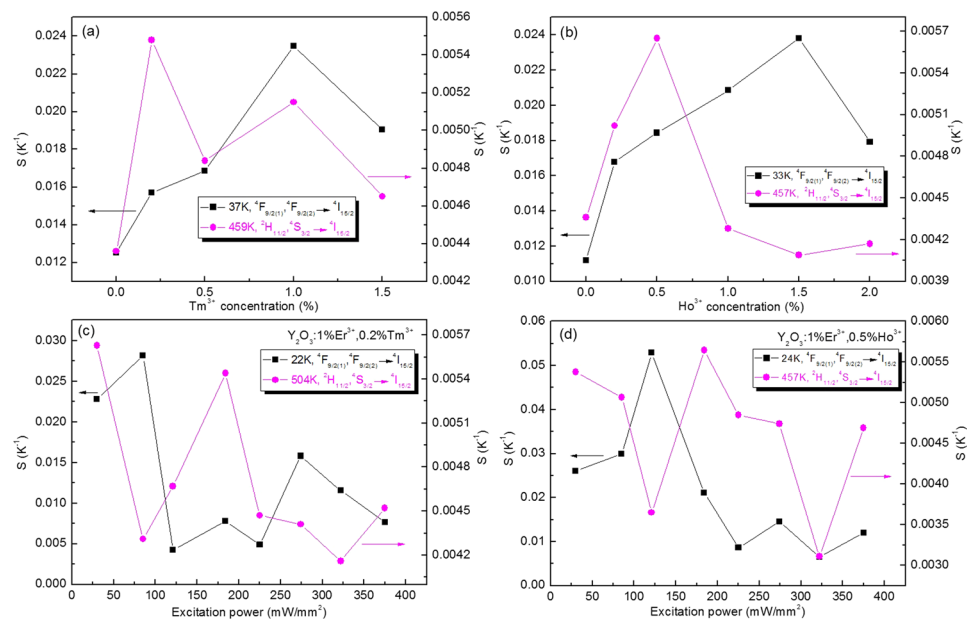 (a)
0.024
0.022
0.020
0.018
0.016
0.014
0.012
S (K⁻¹)
0.0056
0.0054
0.0052
0.0050
0.0048
0.0046
0.0044
0.0042
S (K⁻¹)
37K, ⁴F₉/₂₍₁₎,⁴F₉/₂₍₂₎→⁴I₁₅/₂
459K, ²H₁₁/₂,⁴S₃/₂→⁴I₁₅/₂
0.0 0.5 1.0 1.5
Tm³⁺ concentration (%)
(b)
0.024
0.022
0.020
0.018
0.016
0.014
0.012
0.010
S (K⁻¹)
0.0057
0.0054
0.0051
0.0048
0.0045
0.0042
0.0039
S (K⁻¹)
33K, ⁴F₉/₂₍₁₎,⁴F₉/₂₍₂₎→⁴I₁₅/₂
457K, ²H₁₁/₂,⁴S₃/₂→⁴I₁₅/₂
0.0 0.5 1.0 1.5 2.0
Ho³⁺ concentration (%)
(c)
Y₂O₃:1%Er³⁺,0.2%Tm³⁺
22K, ⁴F₉/₂₍₁₎,⁴F₉/₂₍₂₎→⁴I₁₅/₂
504K, ²H₁₁/₂,⁴S₃/₂→⁴I₁₅/₂
0.030
0.025
0.020
0.015
0.010
0.005
0.000
S (K⁻¹)
0.0057
0.0054
0.0051
0.0048
0.0045
0.0042
S (K⁻¹)
0 50 100 150 200 250 300 350 400
Excitation power (mW/mm²)
(d)
Y₂O₃:1%Er³⁺,0.5%Ho³⁺
24K, ⁴F₉/₂₍₁₎,⁴F₉/₂₍₂₎→⁴I₁₅/₂
457K, ²H₁₁/₂,⁴S₃/₂→⁴I₁₅/₂
0.06
0.05
0.04
0.03
0.02
0.01
0.00
S (K⁻¹)
0.0060
0.0055
0.0050
0.0045
0.0040
0.0035
0.0030
S (K⁻¹)
0 50 100 150 200 250 300 350 400
Excitation power (mW/mm²)